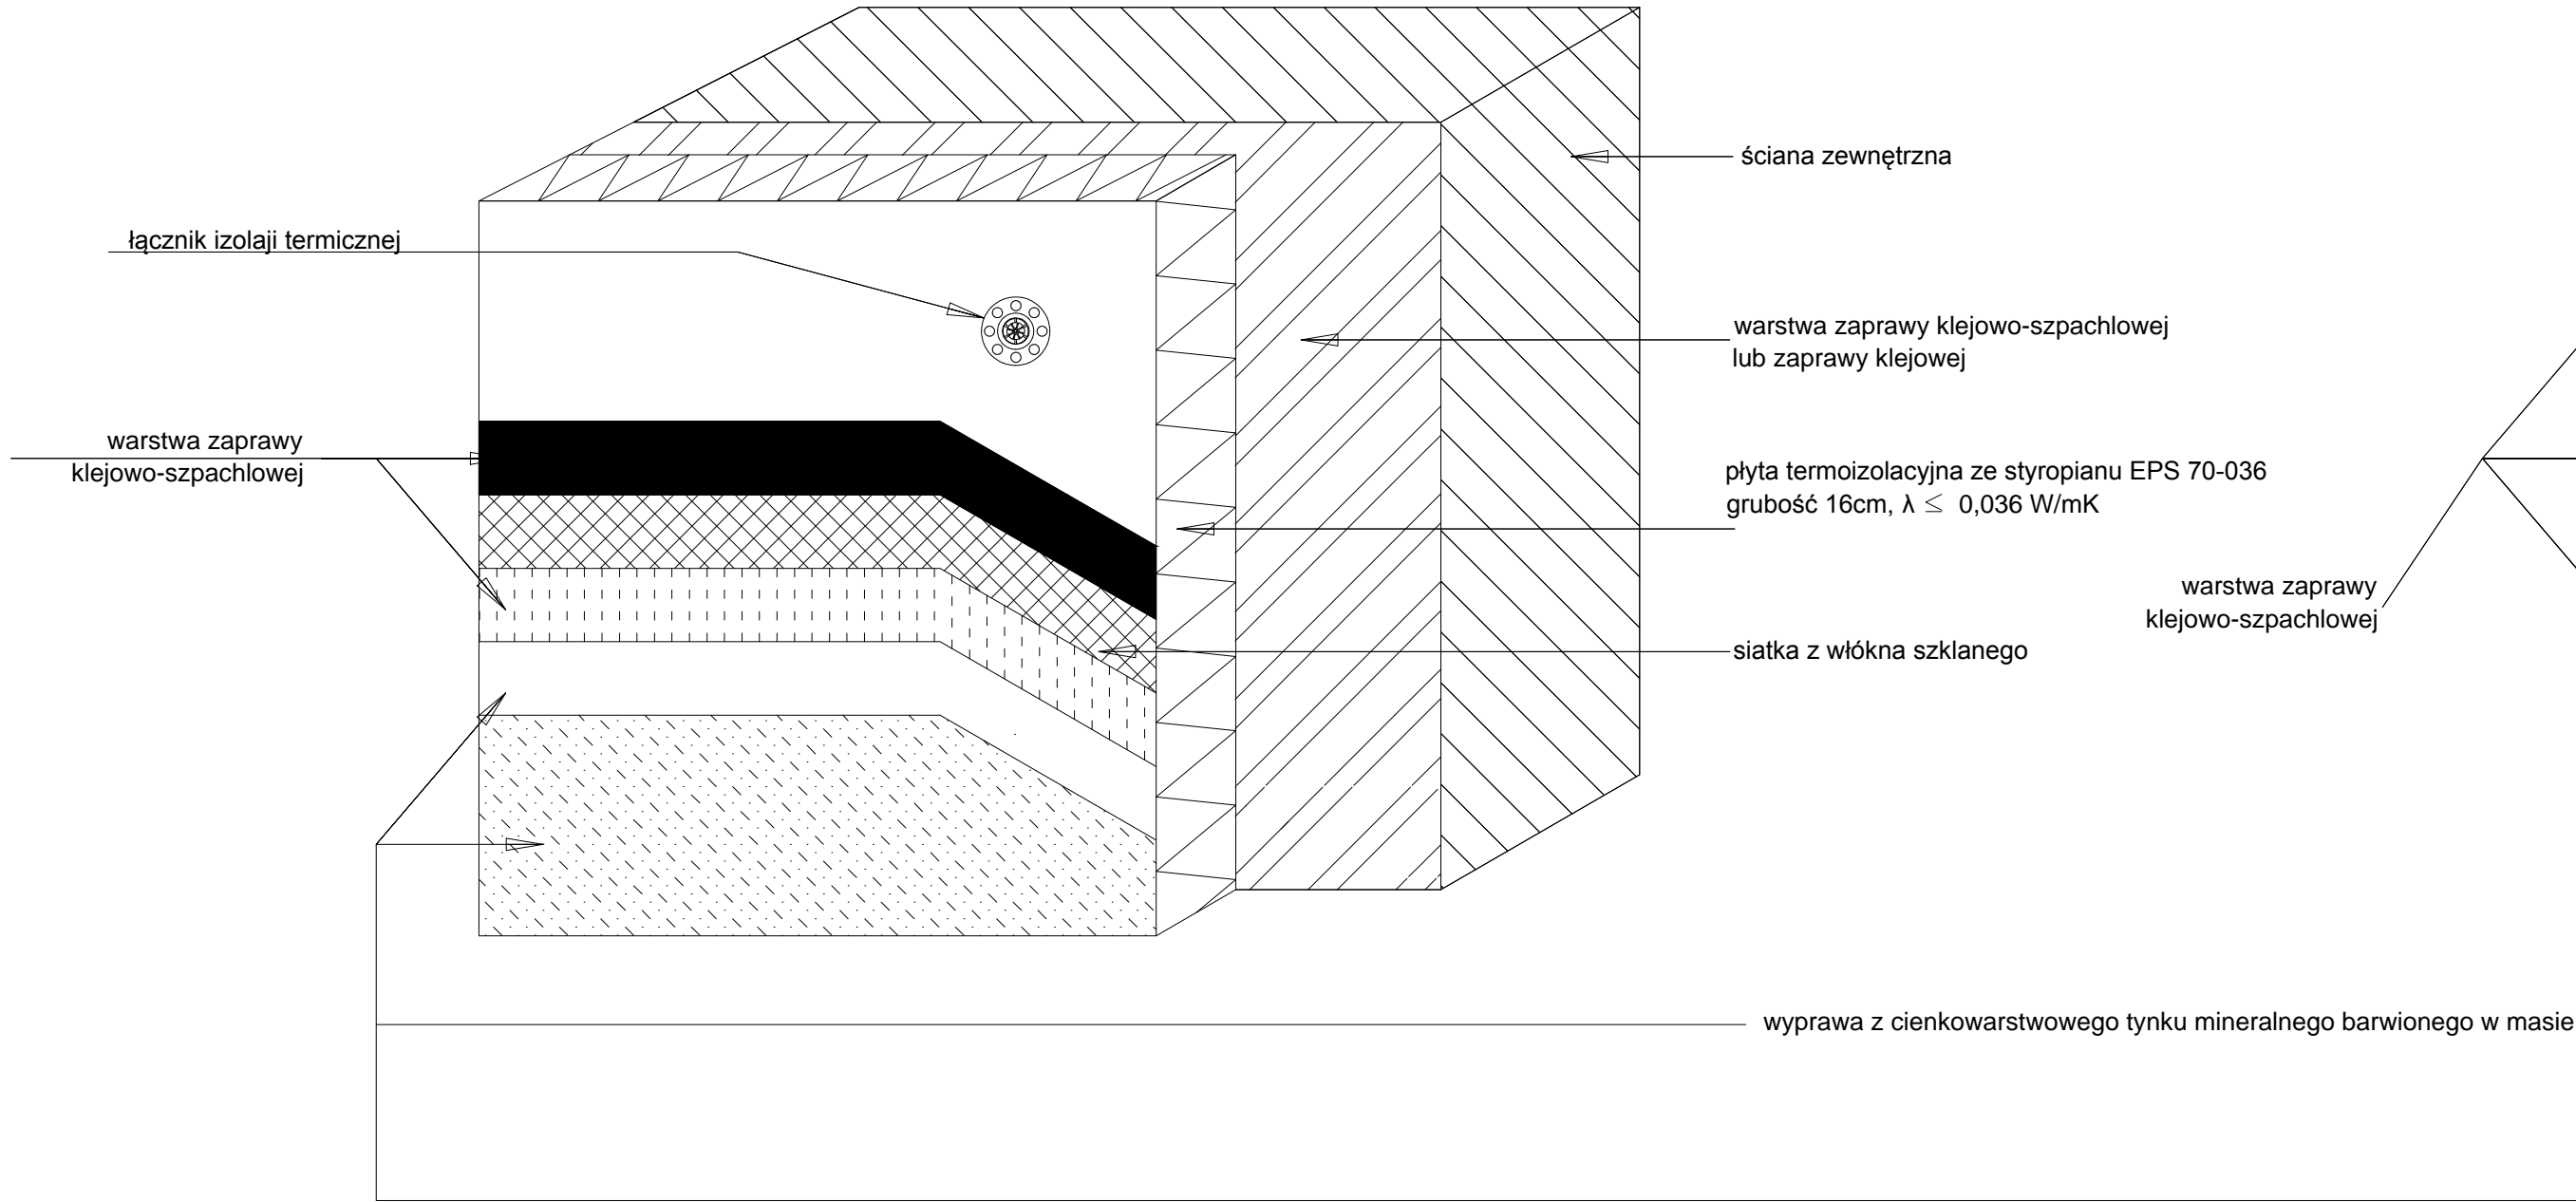 ściana zewnętrzna
łącznik izolaji termicznej
warstwa zaprawy klejowo-szpachlowej
lub zaprawy klejowej
warstwa zaprawy
klejowo-szpachlowej
płyta termoizolacyjna ze styropianu EPS 70-036
grubość 16cm, λ ≤ 0,036 W/mK
warstwa zaprawy
klejowo-szpachlowej
siatka z włókna szklanego
wyprawa z cienkowarstwowego tynku mineralnego barwionego w masie